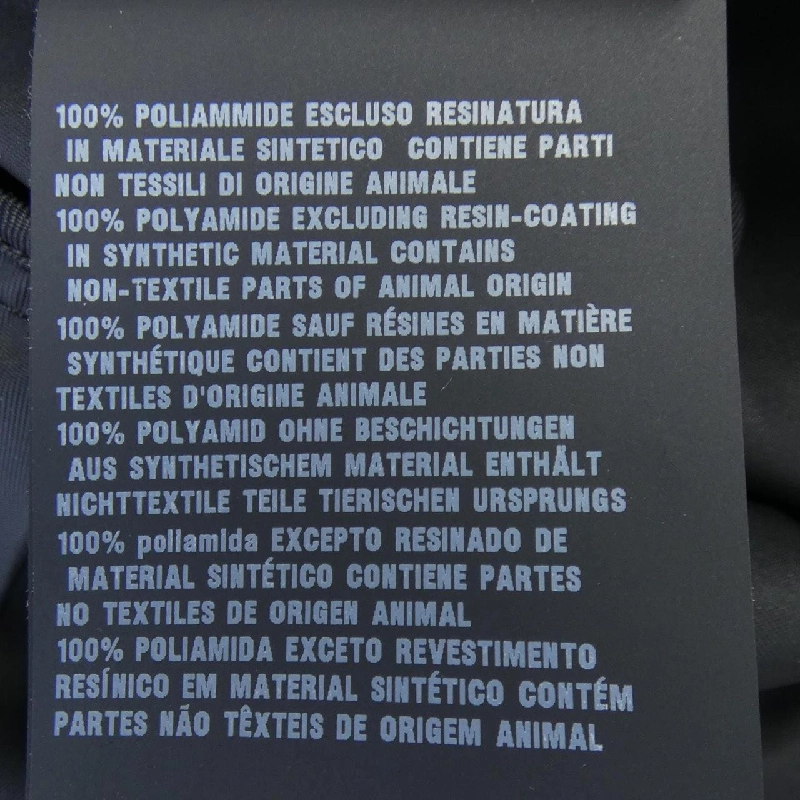 100% POLIAMMIDE ESCLUSO RESINATURA
IN MATERIALE SINTETICO CONTIENE PARTI
NON TESSILI DI ORIGINE ANIMALE
100% POLYAMIDE EXCLUDING RESIN-COATING
IN SYNTHETIC MATERIAL CONTAINS
NON-TEXTILE PARTS OF ANIMAL ORIGIN
100% POLYAMIDE SAUF RÉSINES EN MATIÈRE
SYNTHÉTIQUE CONTIENT DES PARTIES NON
TEXTILES D'ORIGINE ANIMALE
100% POLYAMID OHNE BESCHICHTUNGEN
AUS SYNTHETISCHEM MATERIAL ENTHÅLT
NICHTTEXTILE TEILE TIERISCHEN URSPRUNGS
100% poliamida EXCEPTO RESINADO DE
MATERIAL SINTÉTICO CONTIENE PARTES
NO TEXTILES DE ORIGEN ANIMAL
100% POLIAMIDA EXCETO REVESTIMENTO
RESÍNICO EM MATERIAL SINTÉTICO CONTÉM
PARTES NÃO TÊXTEIS DE ORIGEM ANIMAL